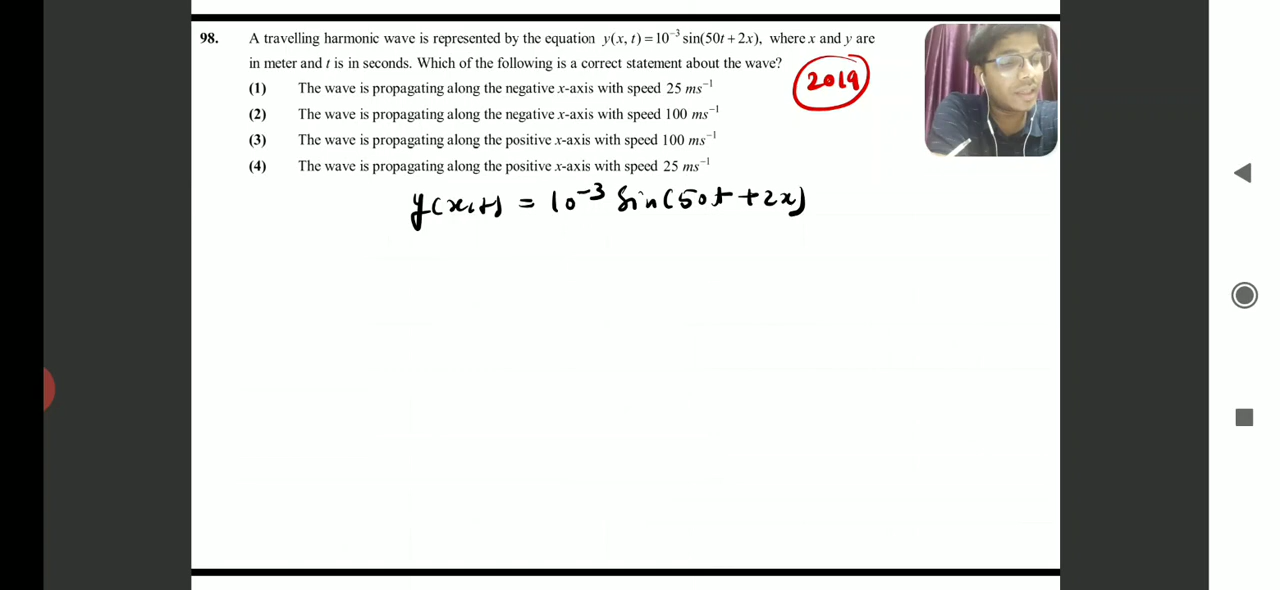 98. A travelling harmonic wave is represented by the equation y(x, t) = 10⁻³ sin(50t + 2x), where x and y are
in meter and t is in seconds. Which of the following is a correct statement about the wave?
2019
(1) The wave is propagating along the negative x-axis with speed 25 ms⁻¹
(2) The wave is propagating along the negative x-axis with speed 100 ms⁻¹
(3) The wave is propagating along the positive x-axis with speed 100 ms⁻¹
(4) The wave is propagating along the positive x-axis with speed 25 ms⁻¹
y(x,t) = 10⁻³ sin(50t + 2x)